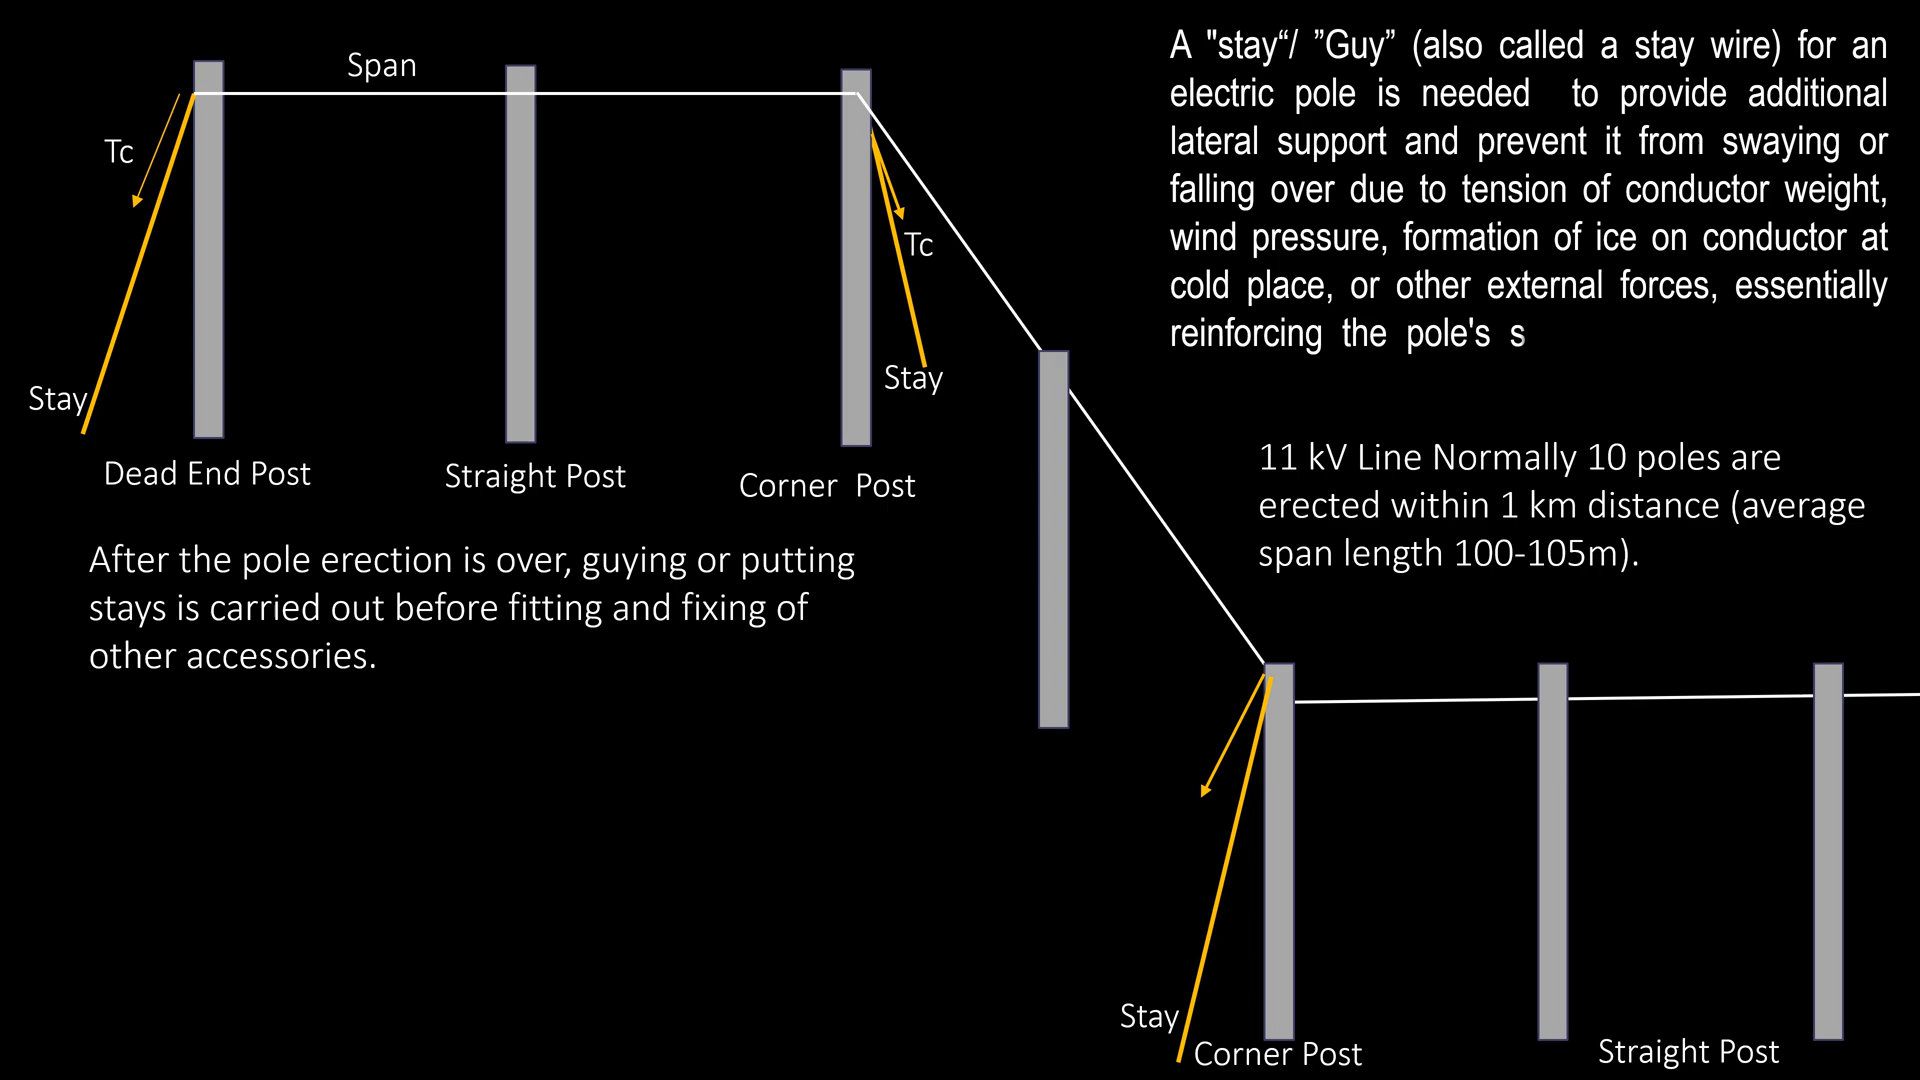 Span
Tc
Tc
Stay
Stay
Dead End Post
Straight Post
Corner  Post
A "stay“/ ”Guy” (also called a stay wire) for an
electric pole is needed  to provide additional
lateral support and prevent it from swaying or
falling over due to tension of conductor weight,
wind pressure, formation of ice on conductor at
cold place, or other external forces, essentially
reinforcing the pole's s
After the pole erection is over, guying or putting
stays is carried out before fitting and fixing of
other accessories.
11 kV Line Normally 10 poles are
erected within 1 km distance (average
span length 100-105m).
Stay
Corner Post
Straight Post